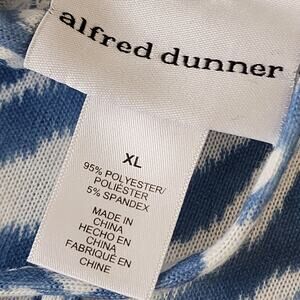 alfred dunner
XL
95% POLYESTER/
POLIÉSTER
5% SPANDEX
MADE IN
CHINA
HECHO EN
CHINA
FABRIQUÉ EN
CHINE